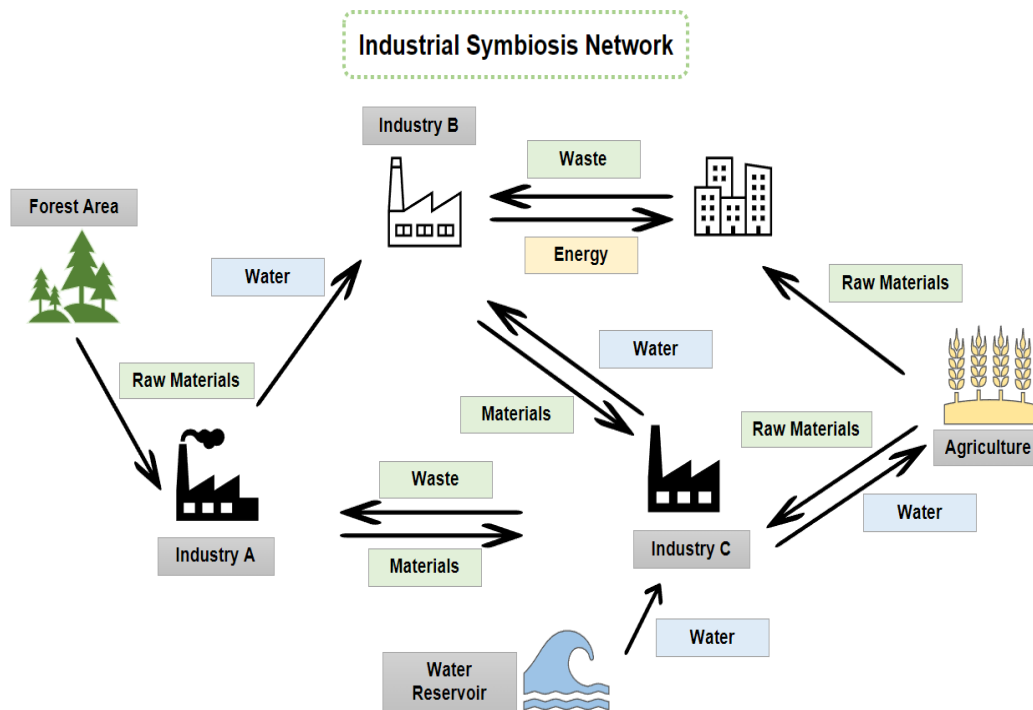 Industrial Symbiosis Network
Industry B
Waste
Forest Area
Energy
Water
Raw Materials
Water
Raw Materials
Materials
Raw Materials
Agriculture
Waste
Water
Industry A
Materials
Industry C
Water
Water
Reservoir